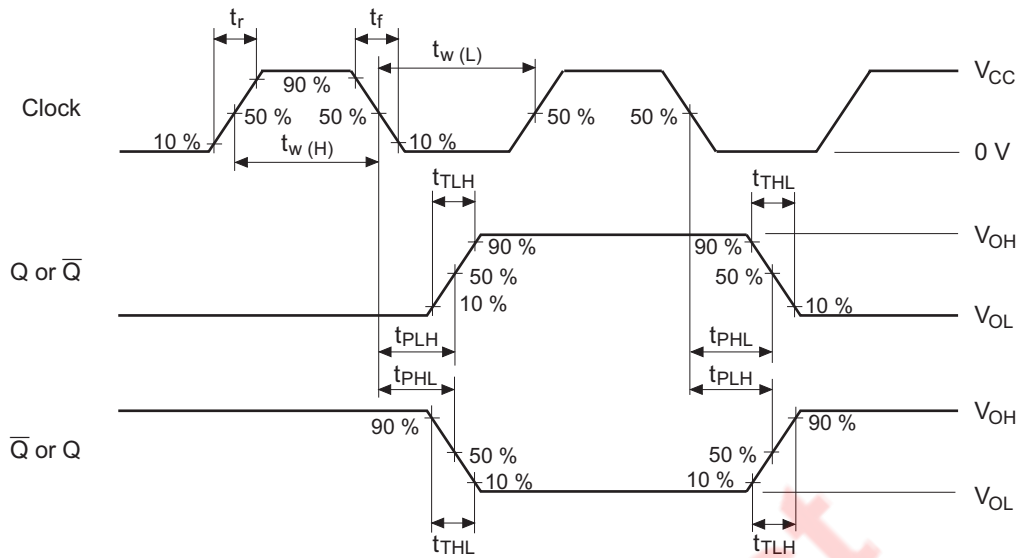 tr tf
tw (L)
90 % VCC
Clock 50 % 50 % 50 % 50 %
10 % 10 %
tw (H) 0 V
tTLH tTHL
90 % 90 % VOH
Q or Q̅ 50 % 50 %
10 % 10 %
VOL
tPLH tPHL
tPHL tPLH
VOH
90 % 90 %
Q̅ or Q 50 % 50 %
10 % 10 %
VOL
tTHL tTLH